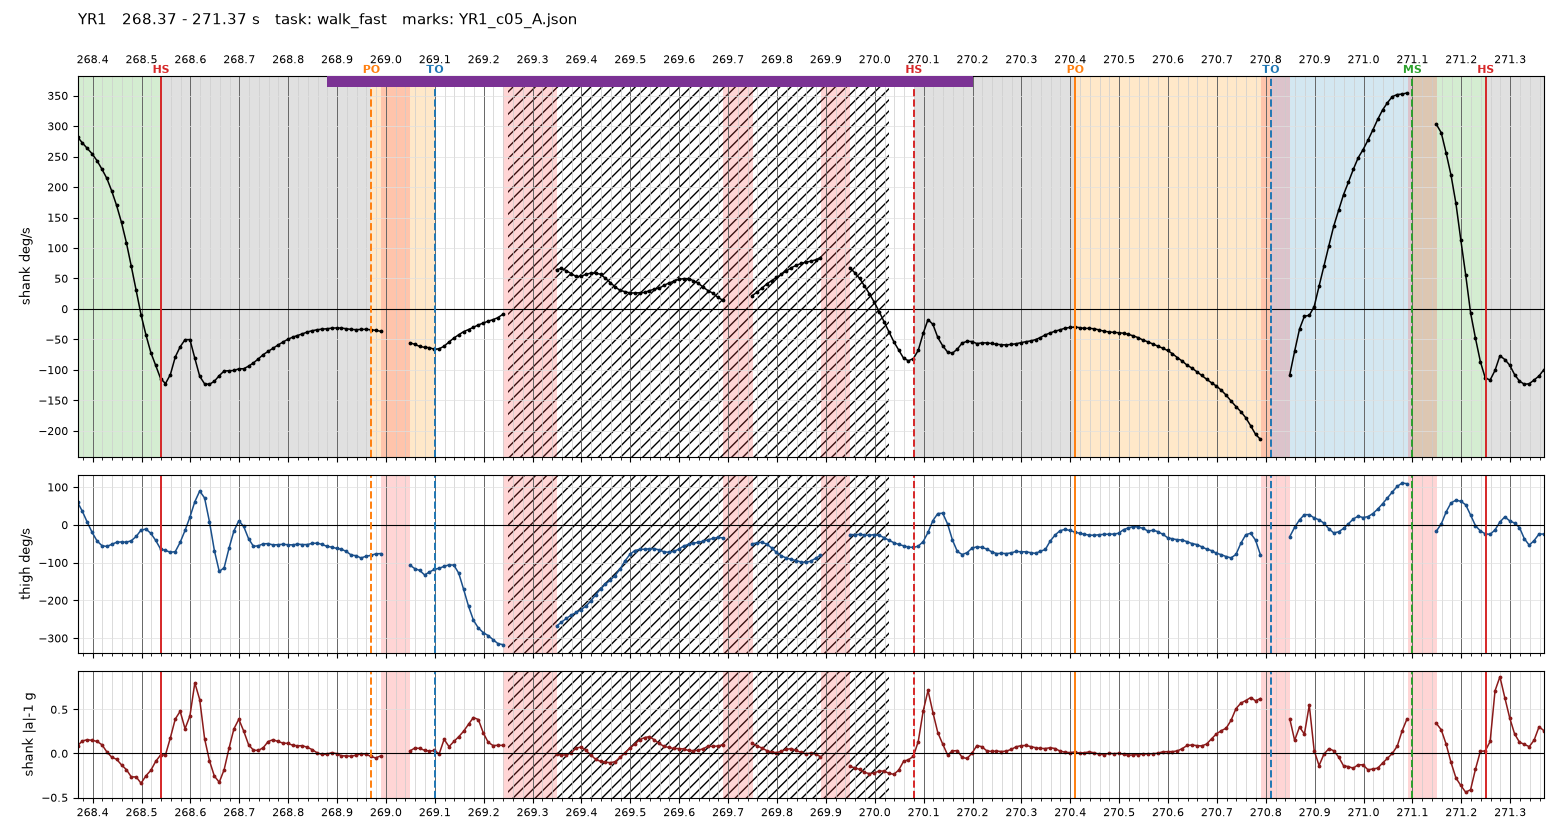 YR1   268.37 - 271.37 s   task: walk_fast   marks: YR1_c05_A.json
268.4 268.5 268.6 268.7 268.8 268.9 269.0 269.1 269.2 269.3 269.4 269.5 269.6 269.7 269.8 269.9 270.0 270.1 270.2 270.3 270.4 270.5 270.6 270.7 270.8 270.9 271.0 271.1 271.2 271.3
HS PO TO HS PO TO MS HS
shank deg/s
350
300
250
200
150
100
50
0
−50
−100
−150
−200
thigh deg/s
100
0
−100
−200
−300
shank |a|-1 g
0.5
0.0
−0.5
268.4 268.5 268.6 268.7 268.8 268.9 269.0 269.1 269.2 269.3 269.4 269.5 269.6 269.7 269.8 269.9 270.0 270.1 270.2 270.3 270.4 270.5 270.6 270.7 270.8 270.9 271.0 271.1 271.2 271.3